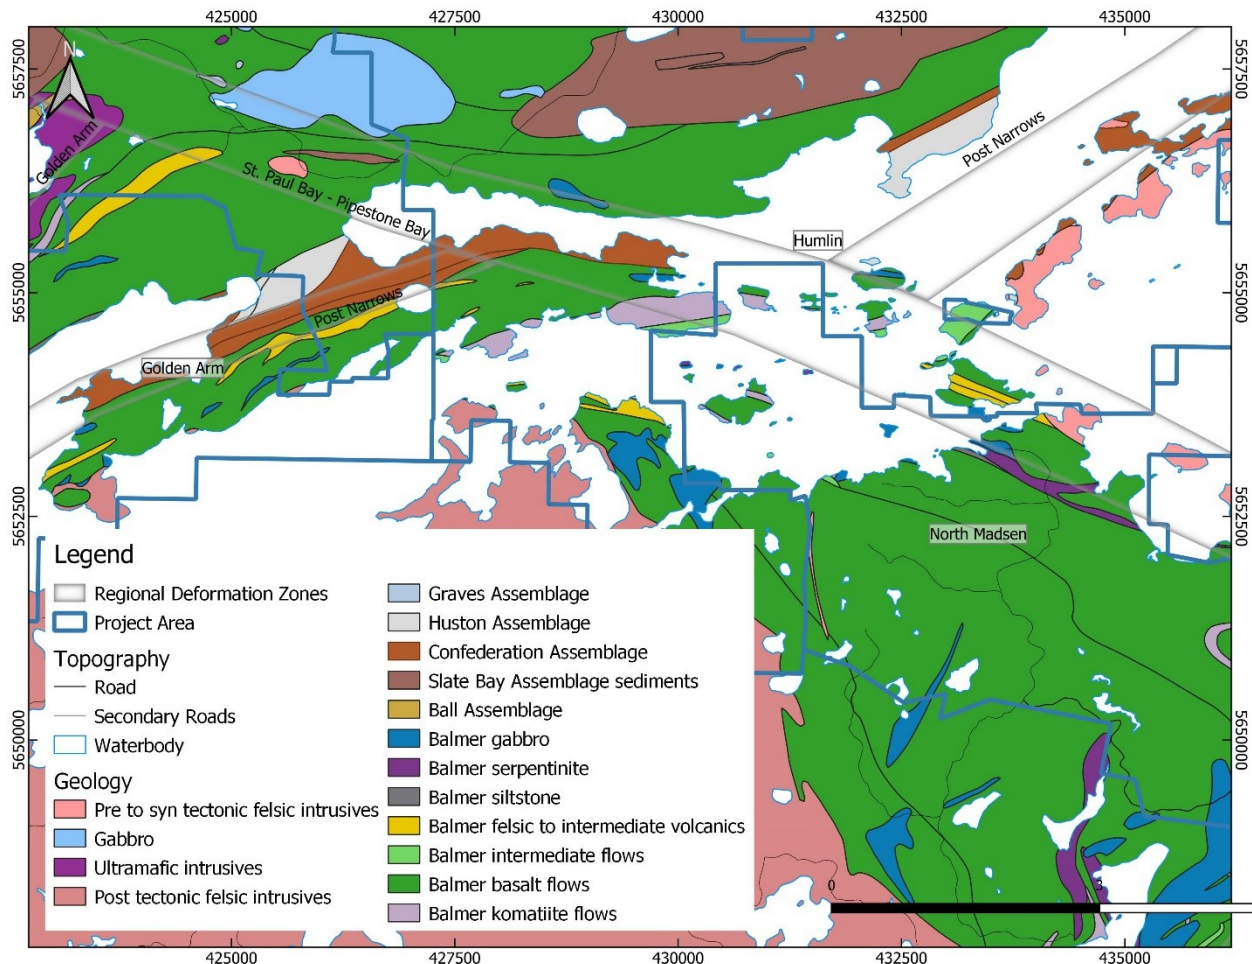 425000 427500 430000 432500 435000
5657500 5657500
N
Golden Arm
Post Narrows
St. Paul Bay - Pipestone Bay
Humlin
5655000 5655000
Post Narrows
Golden Arm
5652500 5652500
North Madsen
Legend
Regional Deformation Zones
Project Area
Topography
Road
Secondary Roads
Waterbody
Geology
Pre to syn tectonic felsic intrusives
Gabbro
Ultramafic intrusives
Post tectonic felsic intrusives
Graves Assemblage
Huston Assemblage
Confederation Assemblage
Slate Bay Assemblage sediments
Ball Assemblage
Balmer gabbro
Balmer serpentinite
Balmer siltstone
Balmer felsic to intermediate volcanics
Balmer intermediate flows
Balmer basalt flows
Balmer komatiite flows
5650000 5650000
0 3
425000 427500 430000 432500 435000